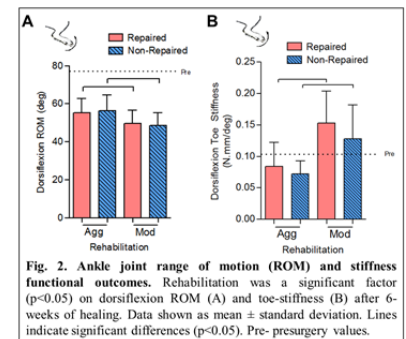 A
B
Repaired
Non-Repaired
Repaired
Non-Repaired
80
60
40
20
0
Pre
Dorsiflexion ROM (deg)
Agg
Mod
Rehabilitation
0.25
0.20
0.15
0.10
0.05
0.00
Pre
Dorsiflexion Toe Stiffness
(N.mm/deg)
Agg
Mod
Rehabilitation
Fig. 2. Ankle joint range of motion (ROM) and stiffness
functional outcomes. Rehabilitation was a significant factor
(p<0.05) on dorsiflexion ROM (A) and toe-stiffness (B) after 6-
weeks of healing. Data shown as mean ± standard deviation. Lines
indicate significant differences (p<0.05). Pre- presurgery values.